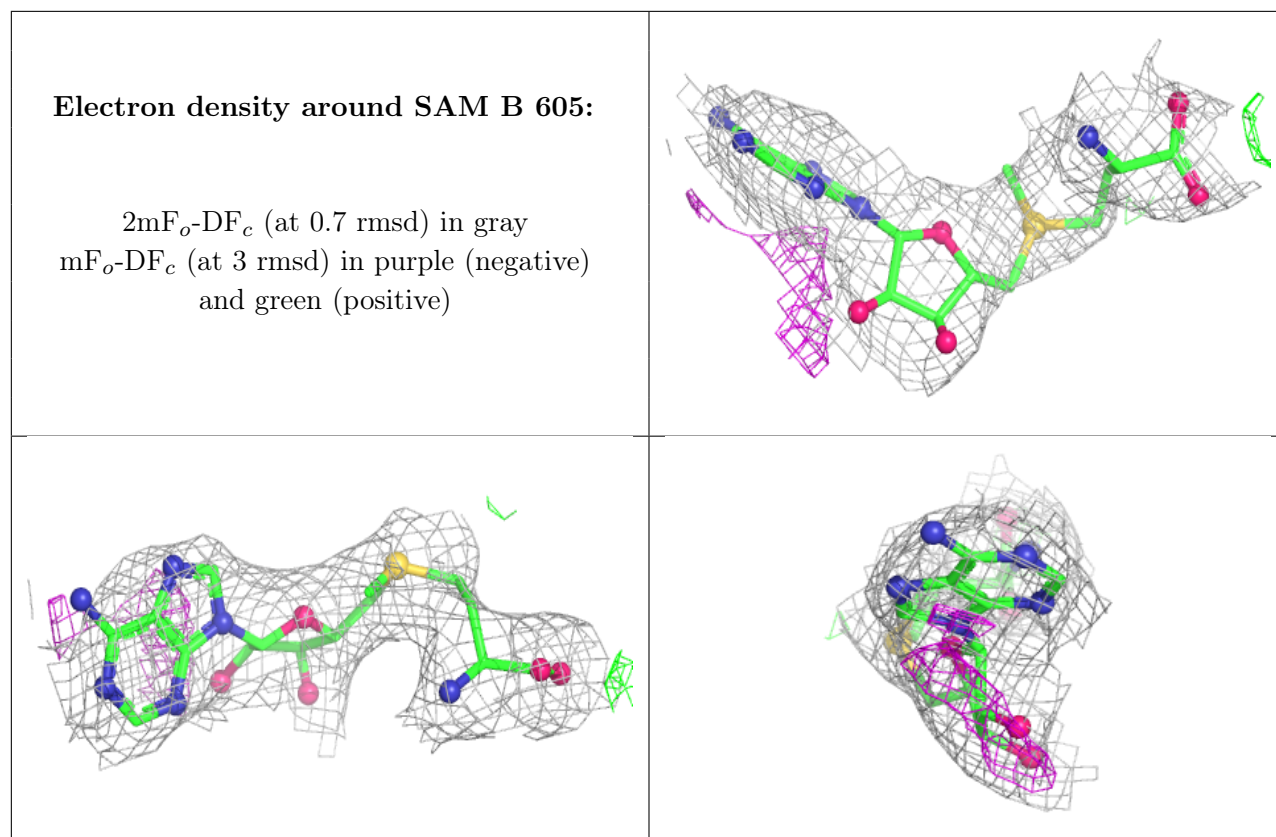 Electron density around SAM B 605:
2mFo-DFc (at 0.7 rmsd) in gray
mFo-DFc (at 3 rmsd) in purple (negative)
and green (positive)